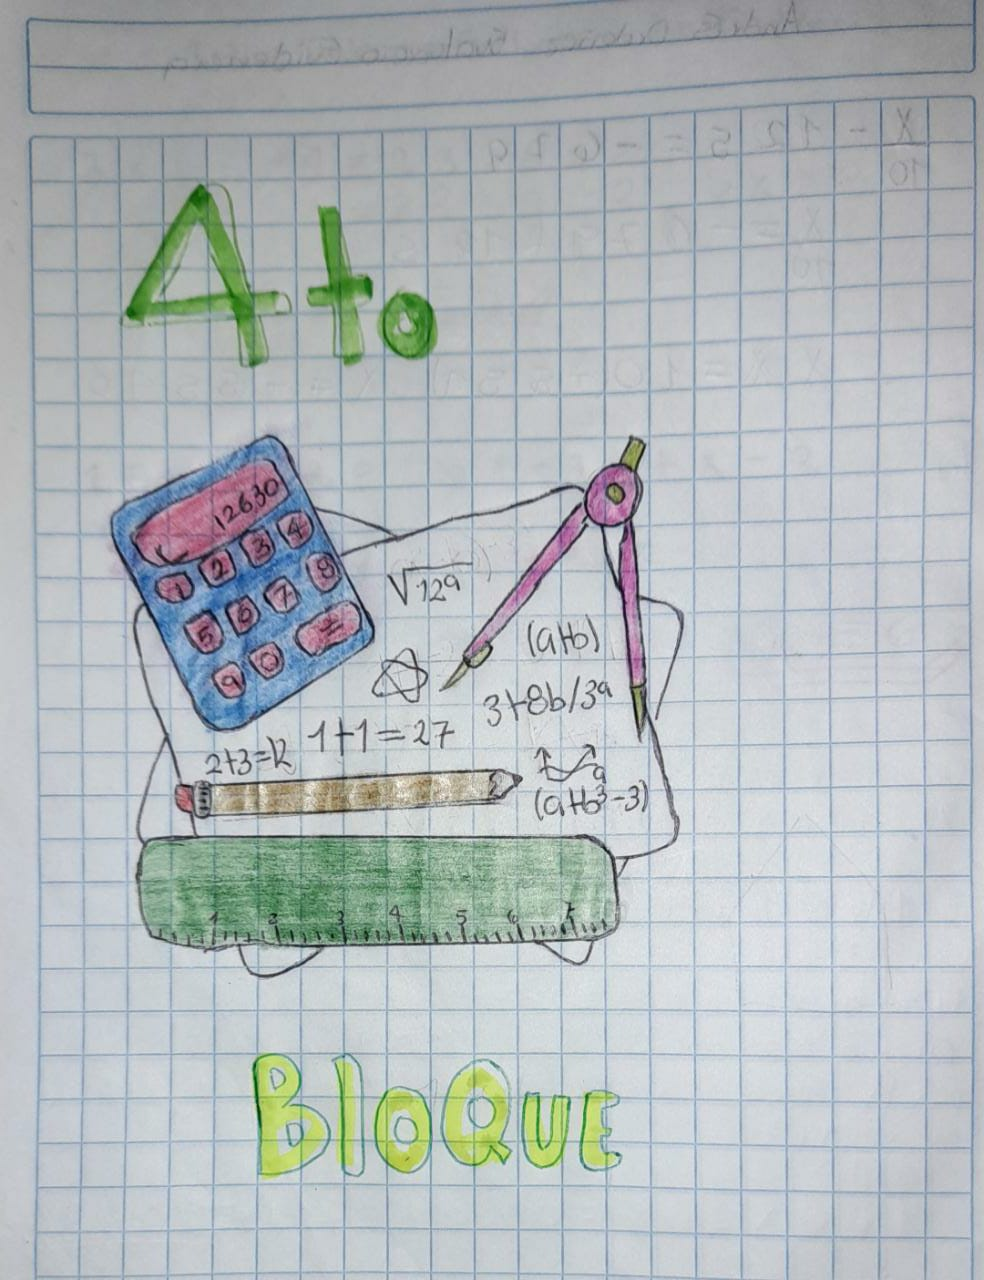 4to
12630
1 2 3 4
5 6 7 8
9 0 =
√12a
(a+b)
3+8b/3a
1+1=27
2+3=12
(a+b³-3)
1 2 3 4 5 6 7
BloQUE